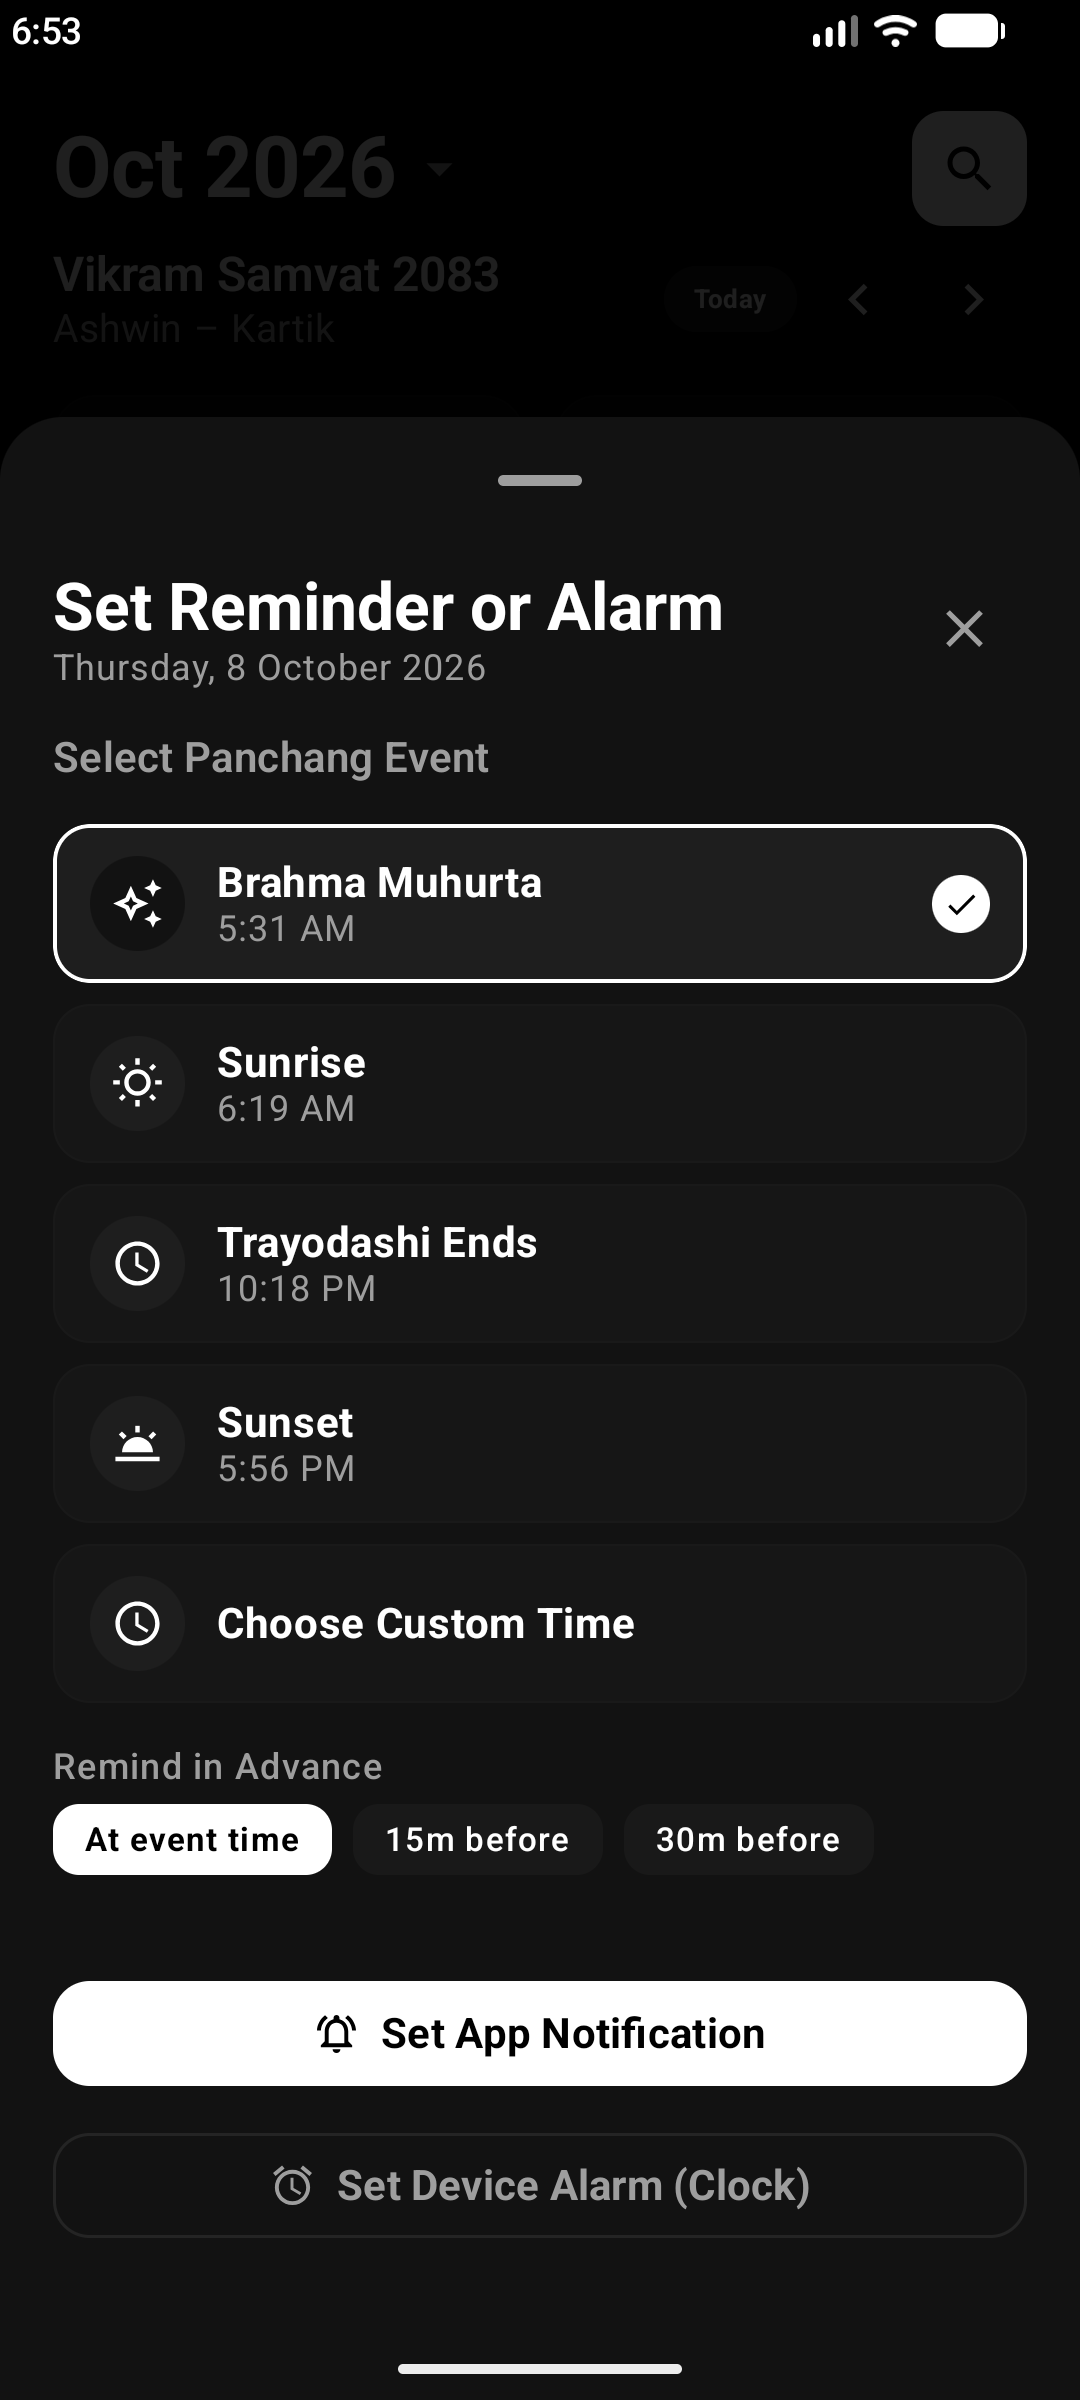 6:53
Oct 2026
Vikram Samvat 2083
Ashwin – Kartik
Today
Set Reminder or Alarm
Thursday, 8 October 2026
Select Panchang Event
Brahma Muhurta
5:31 AM
Sunrise
6:19 AM
Trayodashi Ends
10:18 PM
Sunset
5:56 PM
Choose Custom Time
Remind in Advance
At event time 15m before 30m before
Set App Notification
Set Device Alarm (Clock)